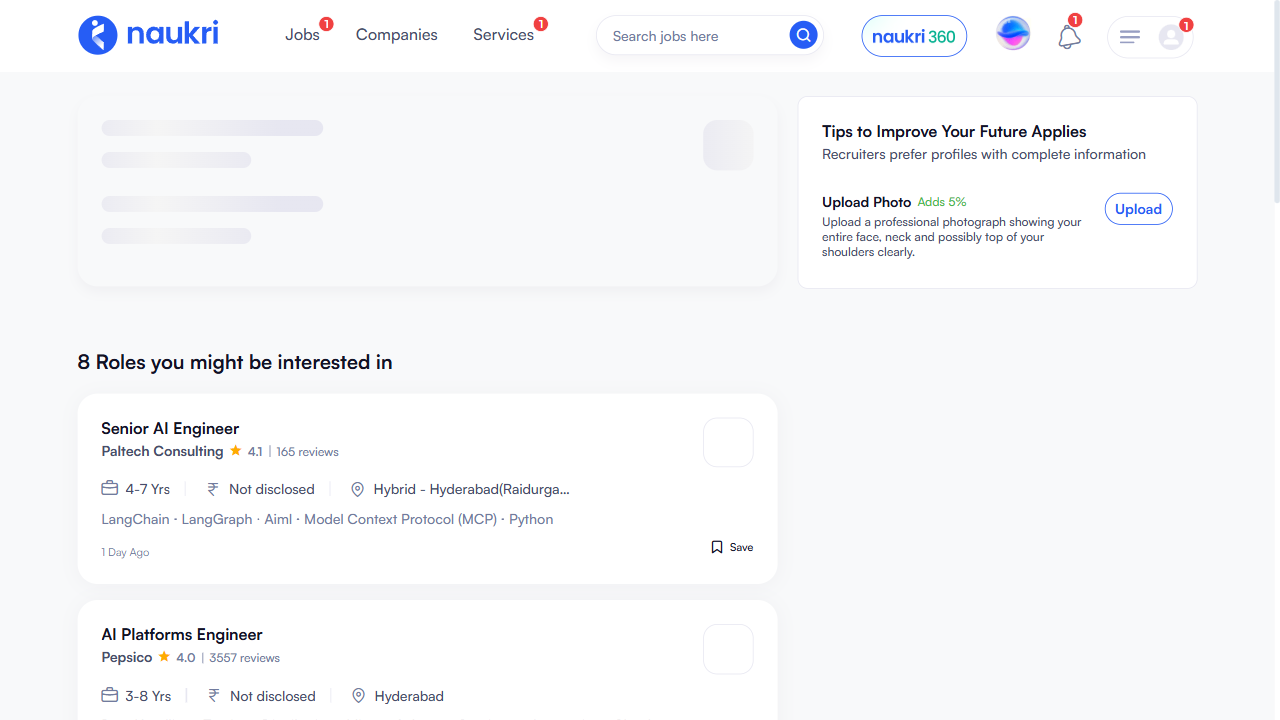 naukri
Jobs 1
Companies
Services 1
Search jobs here
naukri 360
1
1
Tips to Improve Your Future Applies
Recruiters prefer profiles with complete information
Upload Photo Adds 5%
Upload
Upload a professional photograph showing your
entire face, neck and possibly top of your
shoulders clearly.
8 Roles you might be interested in
Senior AI Engineer
Paltech Consulting 4.1 | 165 reviews
4-7 Yrs
₹ Not disclosed
Hybrid - Hyderabad(Raidurga...
LangChain · LangGraph · Aiml · Model Context Protocol (MCP) · Python
1 Day Ago
Save
AI Platforms Engineer
Pepsico 4.0 | 3557 reviews
3-8 Yrs
₹ Not disclosed
Hyderabad